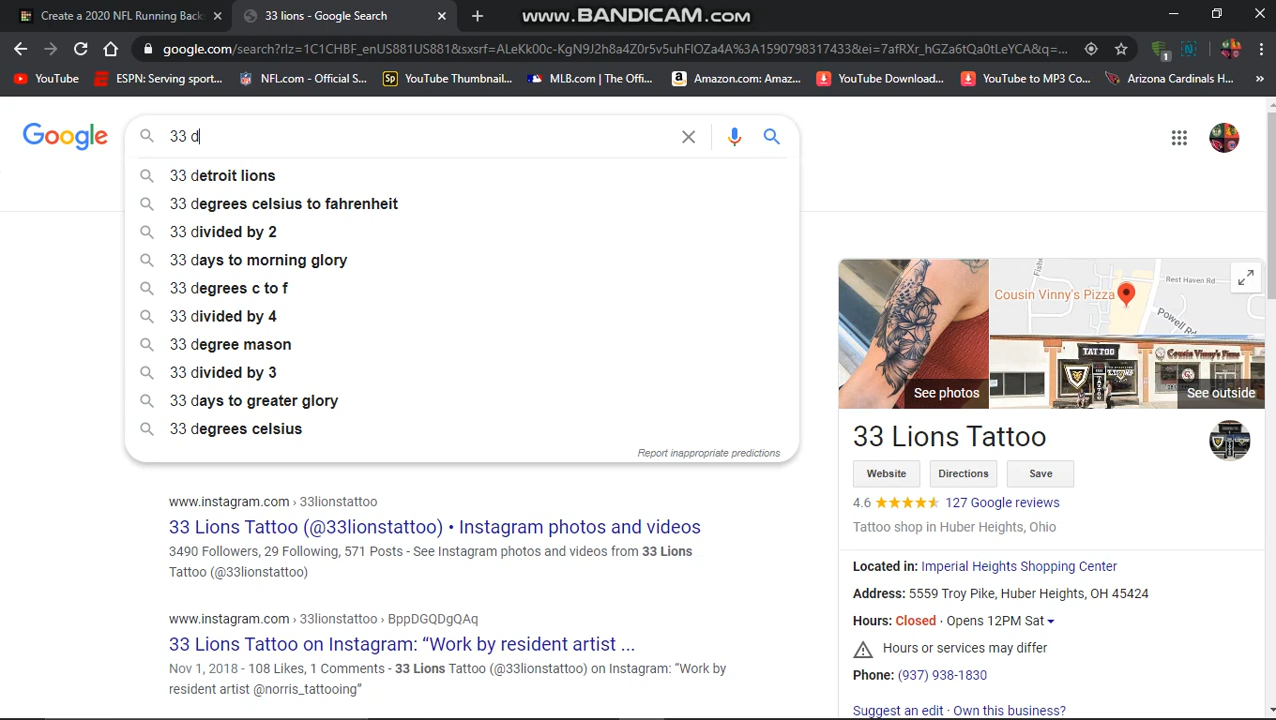 Create a 2020 NFL Running Back
33 lions - Google Search
www.BANDICAM.com
google.com/search?rlz=1C1CHBF_enUS881US881&sxsrf=ALeKk00c-KgN9J2h8a4Z0r5v5uhFlOZa4A%3A1590798317433&ei=7afRXr_hGZa6tQa0tLeYCA&q=...
YouTube
ESPN: Serving sport...
NFL.com - Official S...
Sp
YouTube Thumbnail...
MLB.com | The Offi...
Amazon.com: Amaz...
YouTube Download...
YouTube to MP3 Co...
Arizona Cardinals H...
»
1
Google
33 d
33 detroit lions
33 degrees celsius to fahrenheit
33 divided by 2
33 days to morning glory
33 degrees c to f
33 divided by 4
33 degree mason
33 divided by 3
33 days to greater glory
33 degrees celsius
Report inappropriate predictions
www.instagram.com › 33lionstattoo
33 Lions Tattoo (@33lionstattoo) • Instagram photos and videos
3490 Followers, 29 Following, 571 Posts - See Instagram photos and videos from 33 Lions
Tattoo (@33lionstattoo)
www.instagram.com › 33lionstattoo › BppDGQDgQAq
33 Lions Tattoo on Instagram: “Work by resident artist ...
Nov 1, 2018 - 108 Likes, 1 Comments - 33 Lions Tattoo (@33lionstattoo) on Instagram: “Work by
resident artist @norris_tattooing”
Rest Haven Rd
Cousin Vinny's Pizza
Powell Rd
TATTOO
Cousin Vinny's Pizza
See photos
See outside
33 Lions Tattoo
Website
Directions
Save
4.6
127 Google reviews
Tattoo shop in Huber Heights, Ohio
Located in: Imperial Heights Shopping Center
Address: 5559 Troy Pike, Huber Heights, OH 45424
Hours: Closed · Opens 12PM Sat
Hours or services may differ
Phone: (937) 938-1830
Suggest an edit · Own this business?